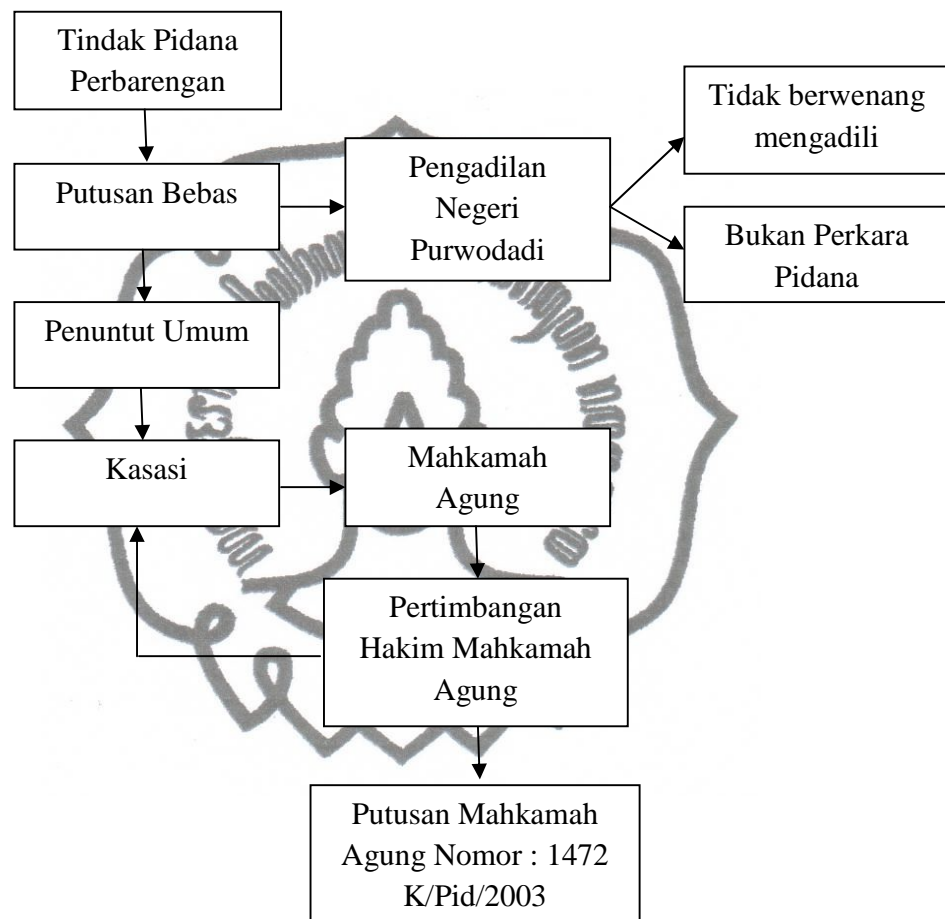 Tindak Pidana
Perbarengan
Tidak berwenang
mengadili
Pengadilan
Negeri
Purwodadi
Putusan Bebas
Bukan Perkara
Pidana
Penuntut Umum
Kasasi
Mahkamah
Agung
Pertimbangan
Hakim Mahkamah
Agung
Putusan Mahkamah
Agung Nomor : 1472
K/Pid/2003